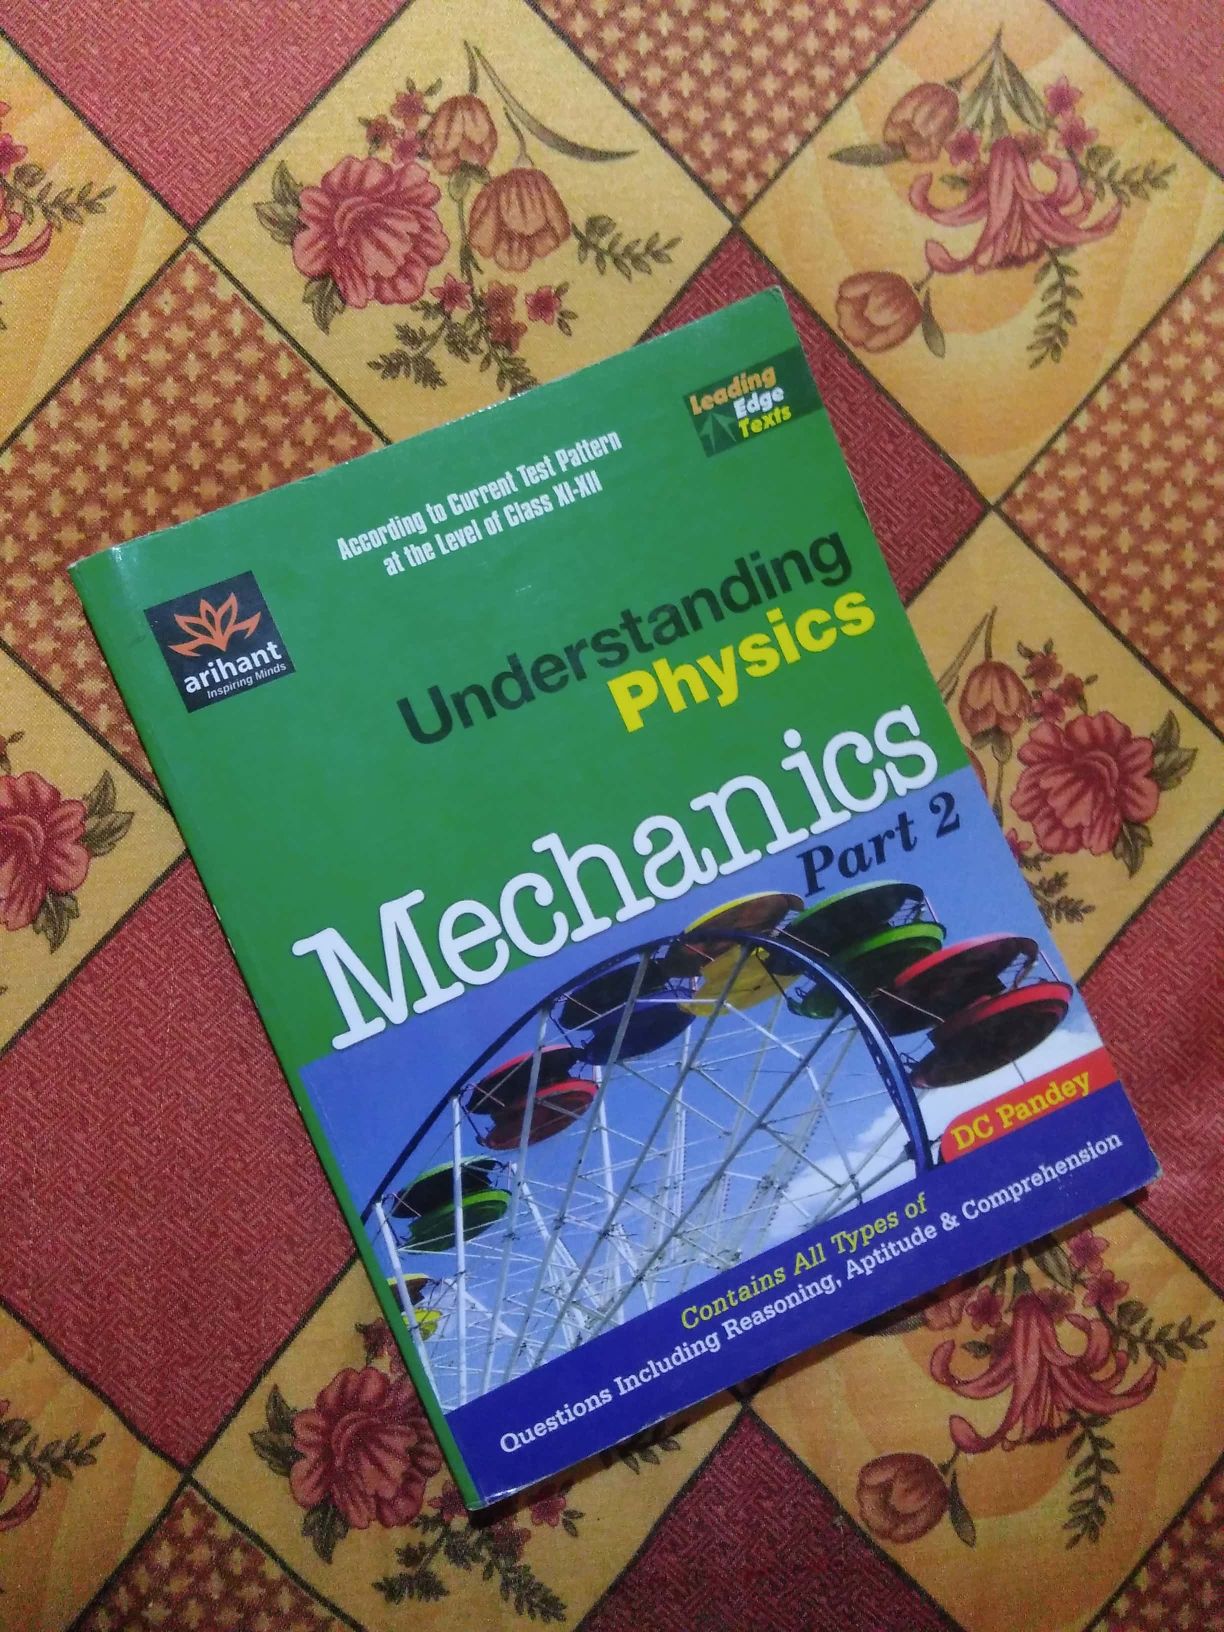 Leading
Edge
Texts
According to Current Test Pattern
at the Level of Class XI-XII
arihant
Inspiring Minds
Understanding
Physics
Mechanics
Part 2
DC Pandey
Contains All Types of
Questions Including Reasoning, Aptitude & Comprehension